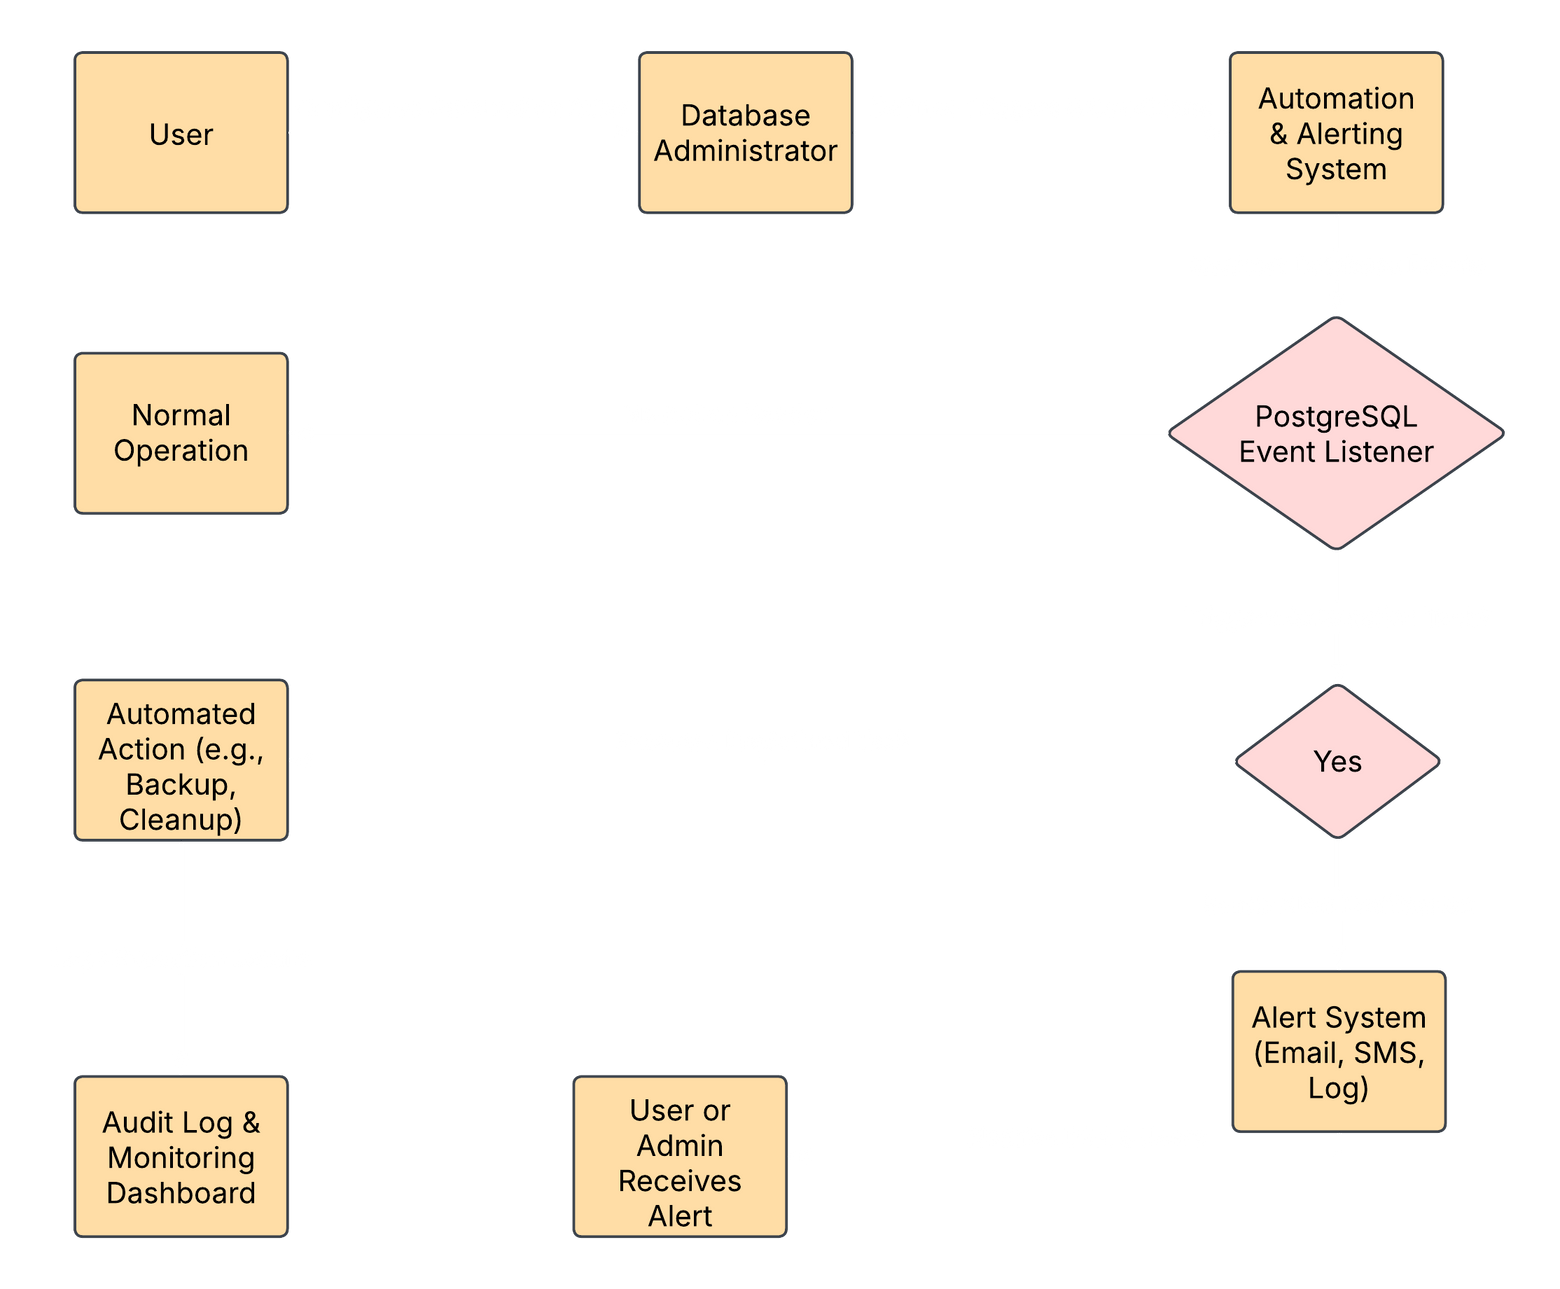 User
Database
Administrator
Automation
& Alerting
System
Normal
Operation
PostgreSQL
Event Listener
Automated
Action (e.g.,
Backup,
Cleanup)
Yes
Alert System
(Email, SMS,
Log)
Audit Log &
Monitoring
Dashboard
User or
Admin
Receives
Alert